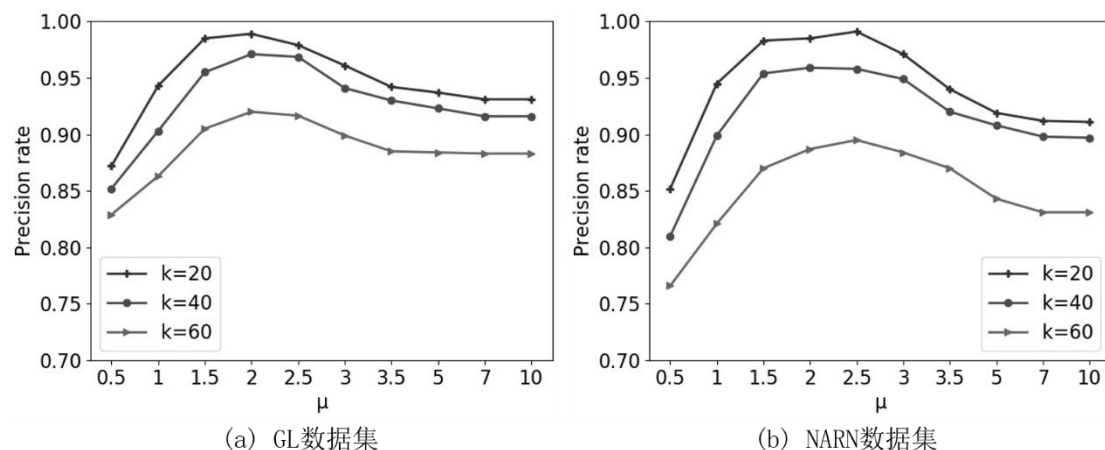 1.00
0.95
0.90
0.85
0.80
0.75
0.70
Precision rate
k=20
k=40
k=60
0.5 1 1.5 2 2.5 3 3.5 5 7 10
μ
(a) GL数据集
1.00
0.95
0.90
0.85
0.80
0.75
0.70
Precision rate
k=20
k=40
k=60
0.5 1 1.5 2 2.5 3 3.5 5 7 10
μ
(b) NARN数据集